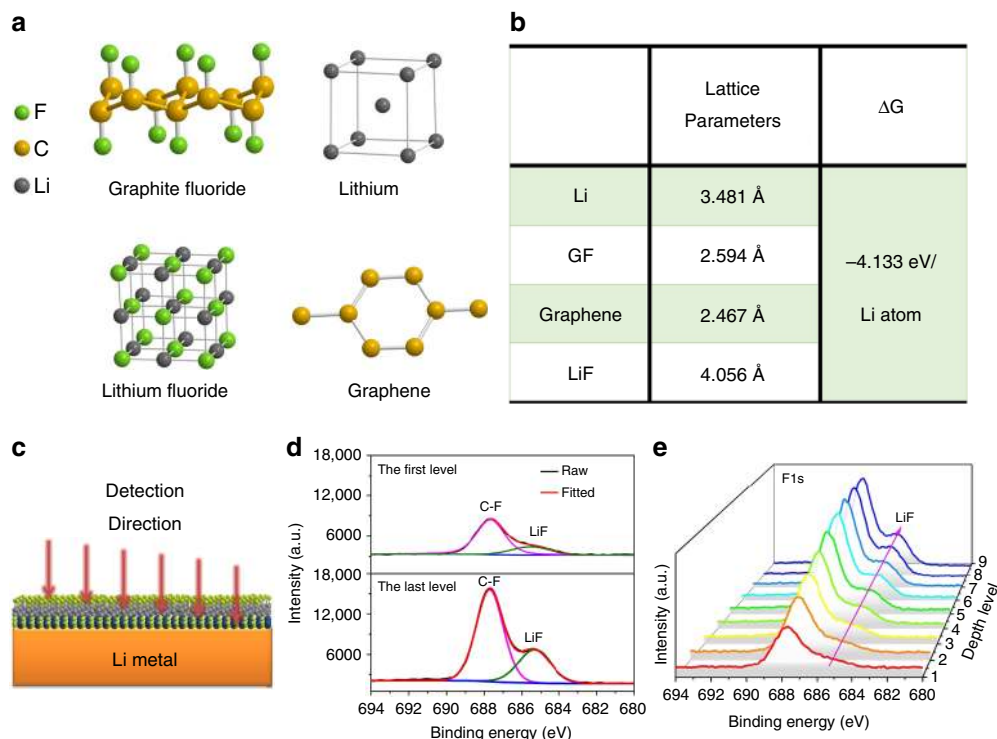 a
F
C
Li
Graphite fluoride
Lithium
Lithium fluoride
Graphene
b
Lattice
Parameters
ΔG
Li
3.481 Å
GF
2.594 Å
Graphene
2.467 Å
LiF
4.056 Å
–4.133 eV/
Li atom
c
Detection
Direction
Li metal
d
18,000
12,000
6000
18,000
12,000
6000
Intensity (a.u.)
The first level
Raw
Fitted
C-F
LiF
The last level
C-F
LiF
694 692 690 688 686 684 682 680
Binding energy (eV)
e
F1s
LiF
Intensity (a.u.)
694 692 690 688 686 684 682 680
Binding energy (eV)
1 2 3 4 5 6 7 8 9
Depth level